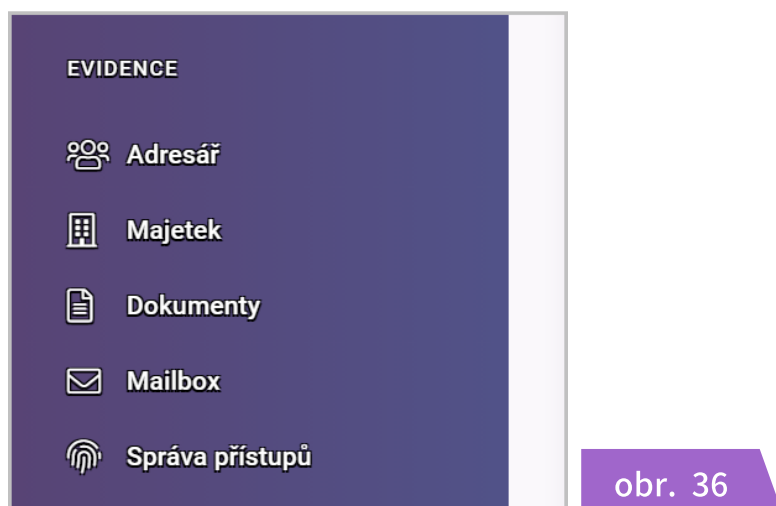 EVIDENCE
Adresář
Majetek
Dokumenty
Mailbox
Správa přístupů
obr. 36